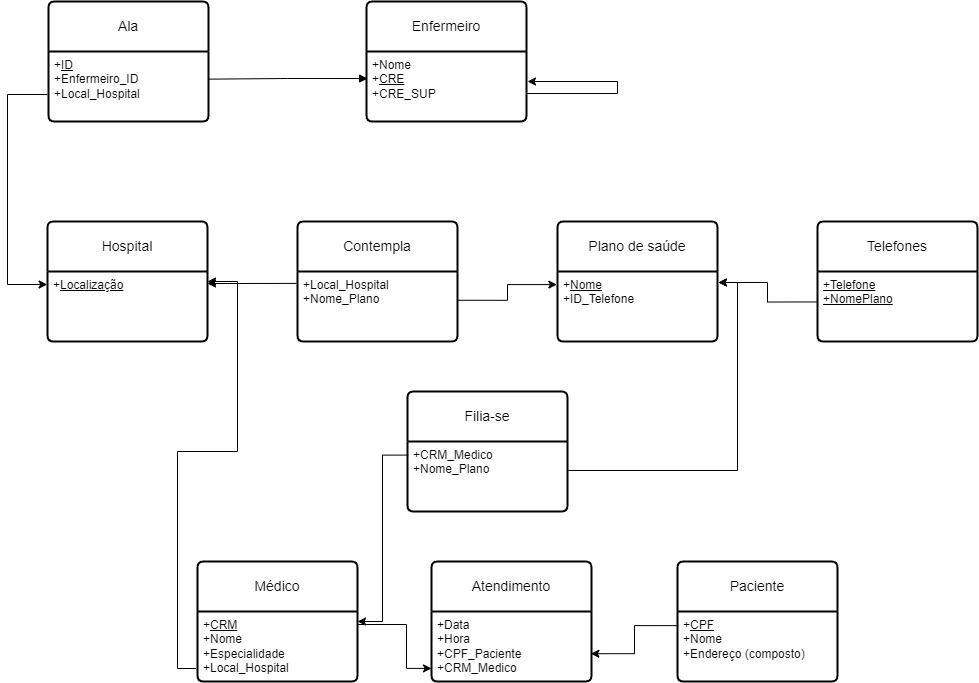 Ala
+ID
+Enfermeiro_ID
+Local_Hospital
Enfermeiro
+Nome
+CRE
+CRE_SUP
Hospital
+Localização
Contempla
+Local_Hospital
+Nome_Plano
Plano de saúde
+Nome
+ID_Telefone
Telefones
+Telefone
+NomePlano
Filia-se
+CRM_Medico
+Nome_Plano
Médico
+CRM
+Nome
+Especialidade
+Local_Hospital
Atendimento
+Data
+Hora
+CPF_Paciente
+CRM_Medico
Paciente
+CPF
+Nome
+Endereço (composto)